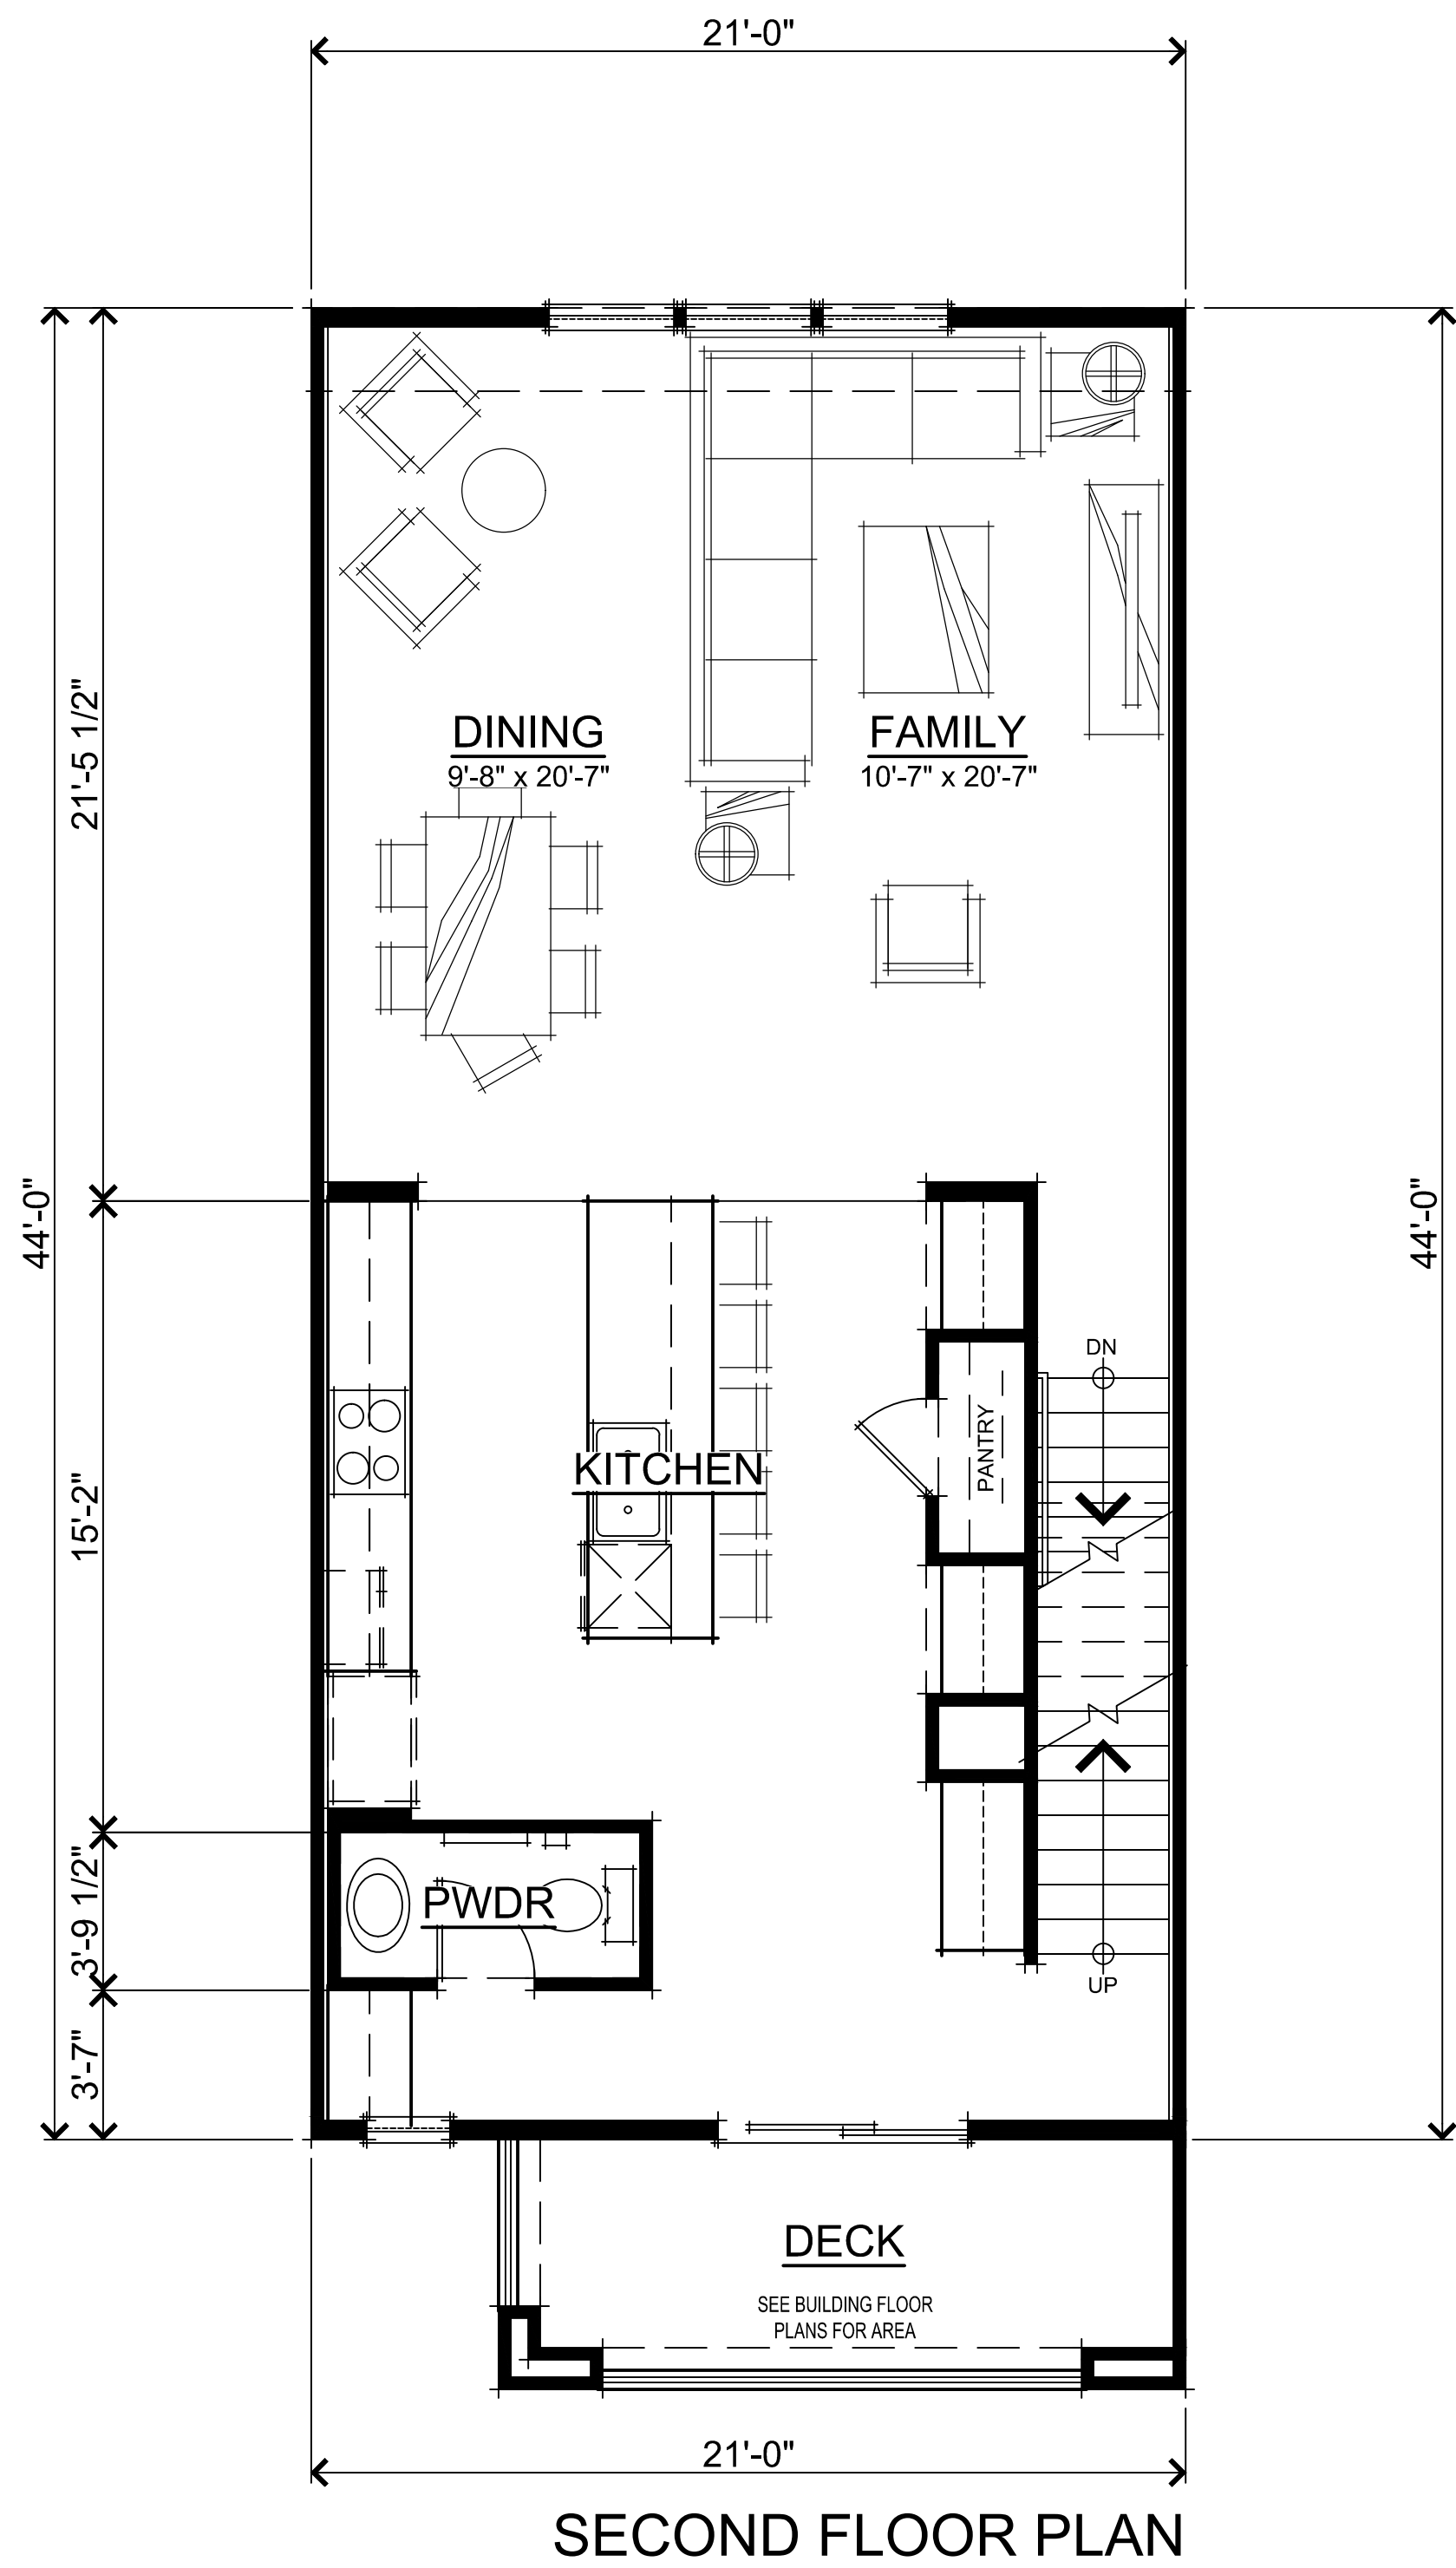 21'-0"
21'-5 1/2"
DINING
9'-8" x 20'-7"
FAMILY
10'-7" x 20'-7"
44'-0"
44'-0"
15'-2"
DN
PANTRY
KITCHEN
3'-9 1/2"
PWDR
UP
3'-7"
DECK
SEE BUILDING FLOOR
PLANS FOR AREA
21'-0"
SECOND FLOOR PLAN